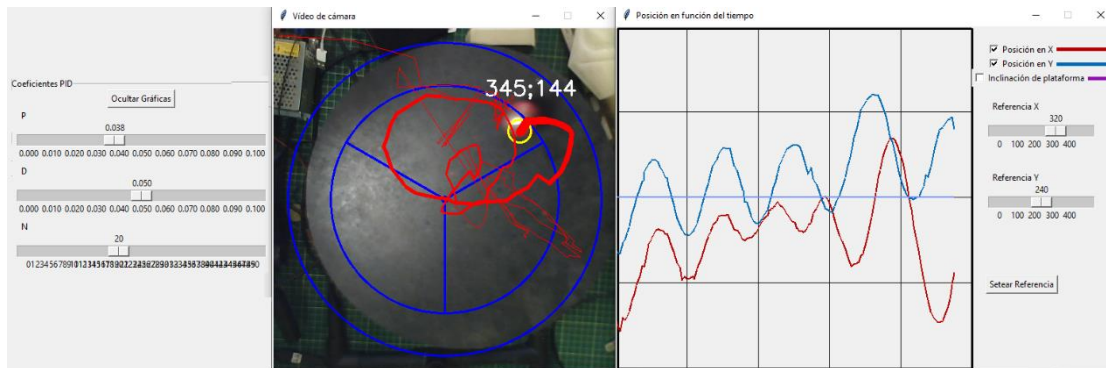 Coeficientes PID
Ocultar Gráficas
P
0.038
0.000 0.010 0.020 0.030 0.040 0.050 0.060 0.070 0.080 0.090 0.100
D
0.050
0.000 0.010 0.020 0.030 0.040 0.050 0.060 0.070 0.080 0.090 0.100
N
20
Vídeo de cámara
345;144
Posición en función del tiempo
Posición en X
Posición en Y
Inclinación de plataforma
Referencia X
320
0 100 200 300 400
Referencia Y
240
0 100 200 300 400
Setear Referencia